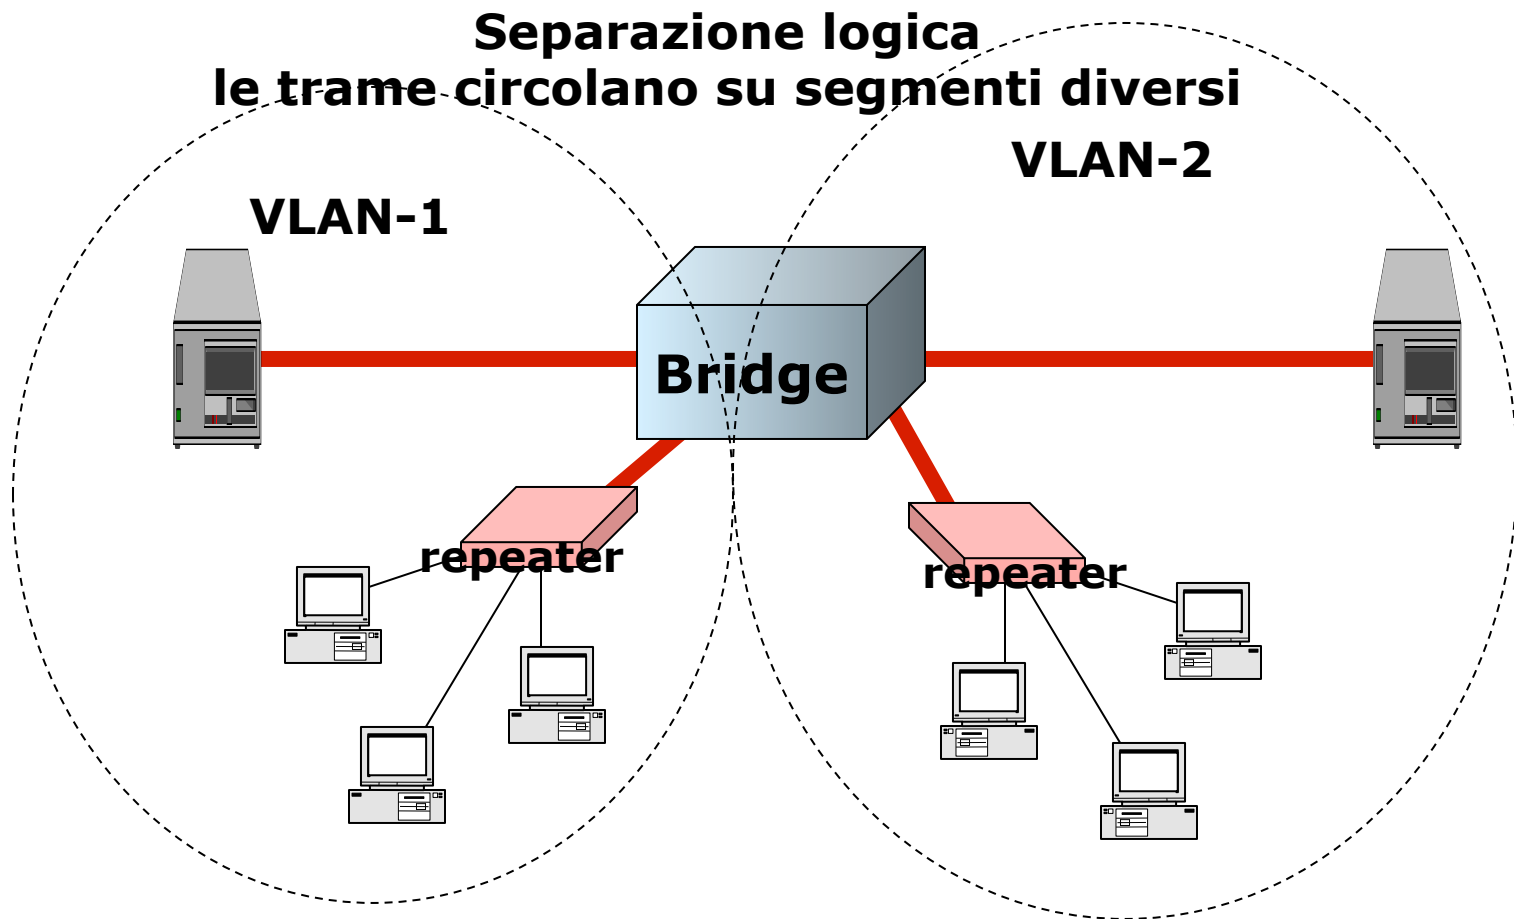 Separazione logica
le trame circolano su segmenti diversi
VLAN-2
VLAN-1
Bridge
repeater
repeater